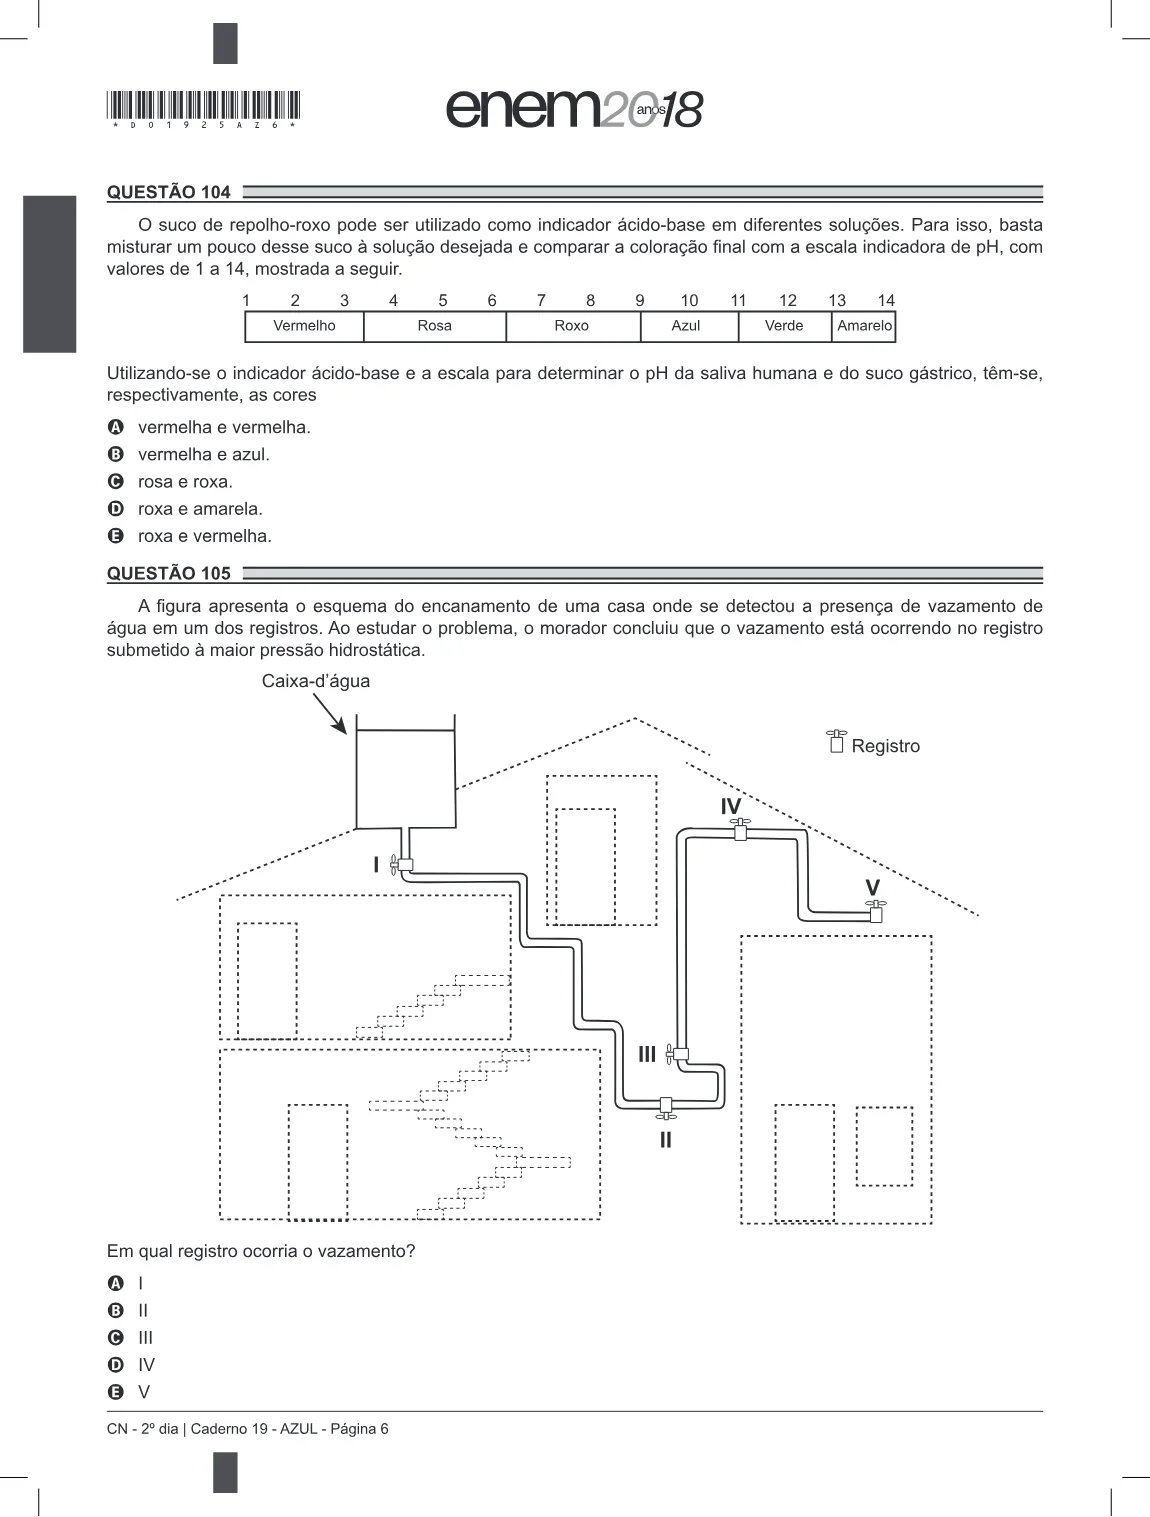 *D01925AZ6*
enem2018
anos
QUESTÃO 104
O suco de repolho-roxo pode ser utilizado como indicador ácido-base em diferentes soluções. Para isso, basta
misturar um pouco desse suco à solução desejada e comparar a coloração final com a escala indicadora de pH, com
valores de 1 a 14, mostrada a seguir.
1 2 3 4 5 6 7 8 9 10 11 12 13 14
Vermelho Rosa Roxo Azul Verde Amarelo
Utilizando-se o indicador ácido-base e a escala para determinar o pH da saliva humana e do suco gástrico, têm-se,
respectivamente, as cores
A vermelha e vermelha.
B vermelha e azul.
C rosa e roxa.
D roxa e amarela.
E roxa e vermelha.
QUESTÃO 105
A figura apresenta o esquema do encanamento de uma casa onde se detectou a presença de vazamento de
água em um dos registros. Ao estudar o problema, o morador concluiu que o vazamento está ocorrendo no registro
submetido à maior pressão hidrostática.
Caixa-d’água
Registro
IV
I
V
III
II
Em qual registro ocorria o vazamento?
A I
B II
C III
D IV
E V
CN - 2º dia | Caderno 19 - AZUL - Página 6